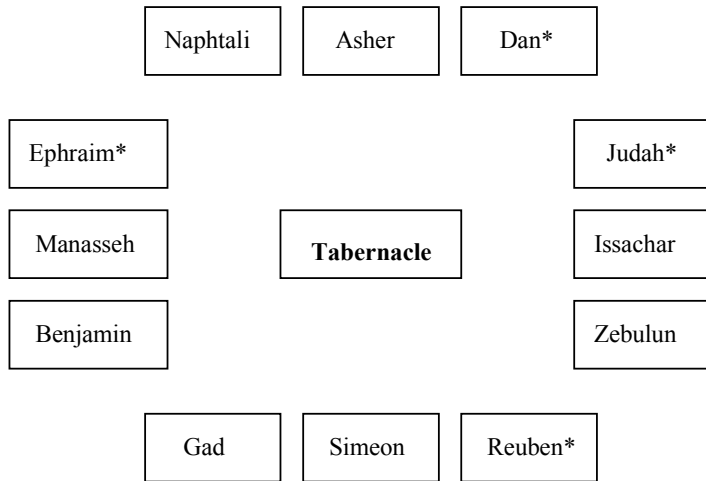 Naphtali Asher Dan*
Ephraim* Judah*
Manasseh Tabernacle Issachar
Benjamin Zebulun
Gad Simeon Reuben*